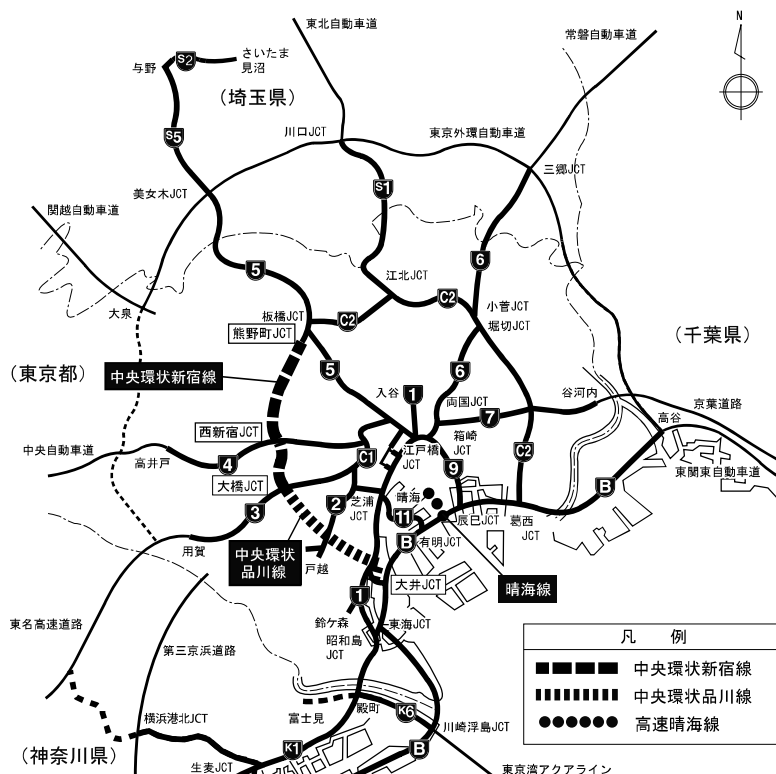 東北自動車道
常磐自動車道
N
S2
さいたま
見沼
与野
(埼玉県)
川口JCT
東京外環自動車道
S5
三郷JCT
美女木JCT
S1
関越自動車道
6
5
江北JCT
C2
小菅JCT
堀切JCT
大泉
板橋JCT
C2
熊野町JCT
(千葉県)
(東京都)
中央環状新宿線
5
6
入谷
1
両国JCT
谷河内
京葉道路
7
高谷
西新宿JCT
箱崎
JCT
江戸橋
JCT
中央自動車道
高井戸
4
C1
9
C2
東関東自動車道
大橋JCT
B
晴海
2
芝浦
JCT
3
11
辰巳JCT
葛西
JCT
用賀
中央環状
品川線
戸越
B
有明JCT
大井JCT
晴海線
1
鈴ケ森
東海JCT
昭和島
JCT
東名高速道路
第三京浜道路
凡 例
中央環状新宿線
中央環状品川線
高速晴海線
横浜港北JCT
富士見
殿町
K6
川崎浮島JCT
(神奈川県)
K1
B
生麦JCT
東京湾アクアライン